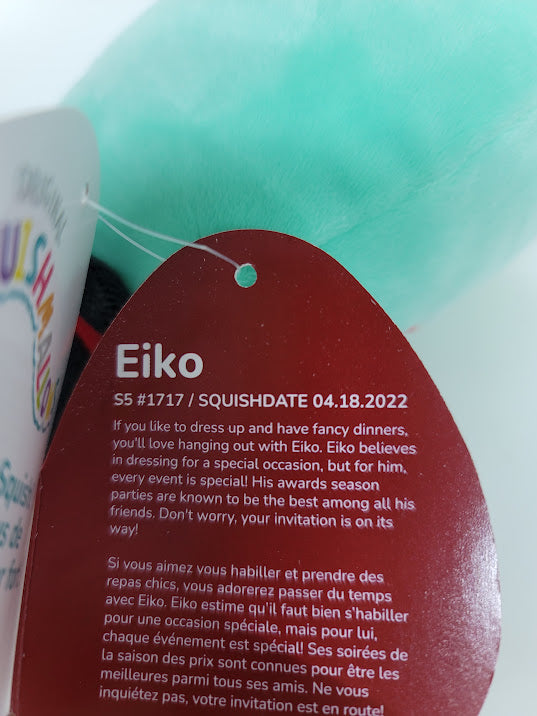 ORIGINAL
Eiko
S5 #1717 / SQUISHDATE 04.18.2022
If you like to dress up and have fancy dinners,
you'll love hanging out with Eiko. Eiko believes
in dressing for a special occasion, but for him,
every event is special! His awards season
parties are known to be the best among all his
friends. Don't worry, your invitation is on its
way!
Si vous aimez vous habiller et prendre des
repas chics, vous adorerez passer du temps
avec Eiko. Eiko estime qu'il faut bien s'habiller
pour une occasion spéciale, mais pour lui,
chaque événement est spécial! Ses soirées de
la saison des prix sont connues pour être les
meilleures parmi tous ses amis. Ne vous
inquiétez pas, votre invitation est en route!